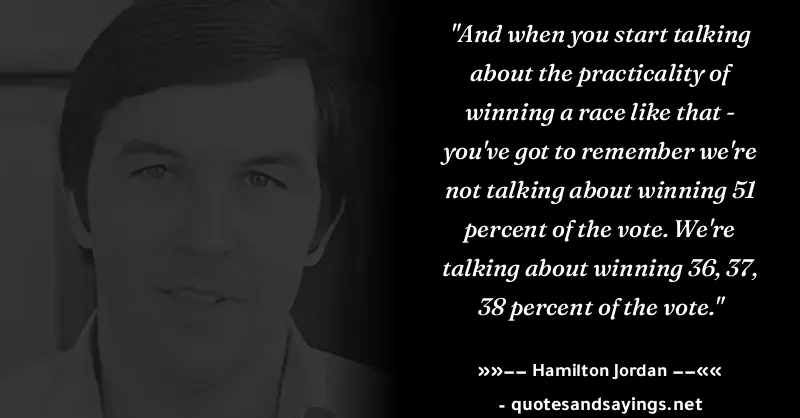 "And when you start talking
about the practicality of
winning a race like that -
you've got to remember we're
not talking about winning 51
percent of the vote. We're
talking about winning 36, 37,
38 percent of the vote."
»»–– Hamilton Jordan ––««
- quotesandsayings.net